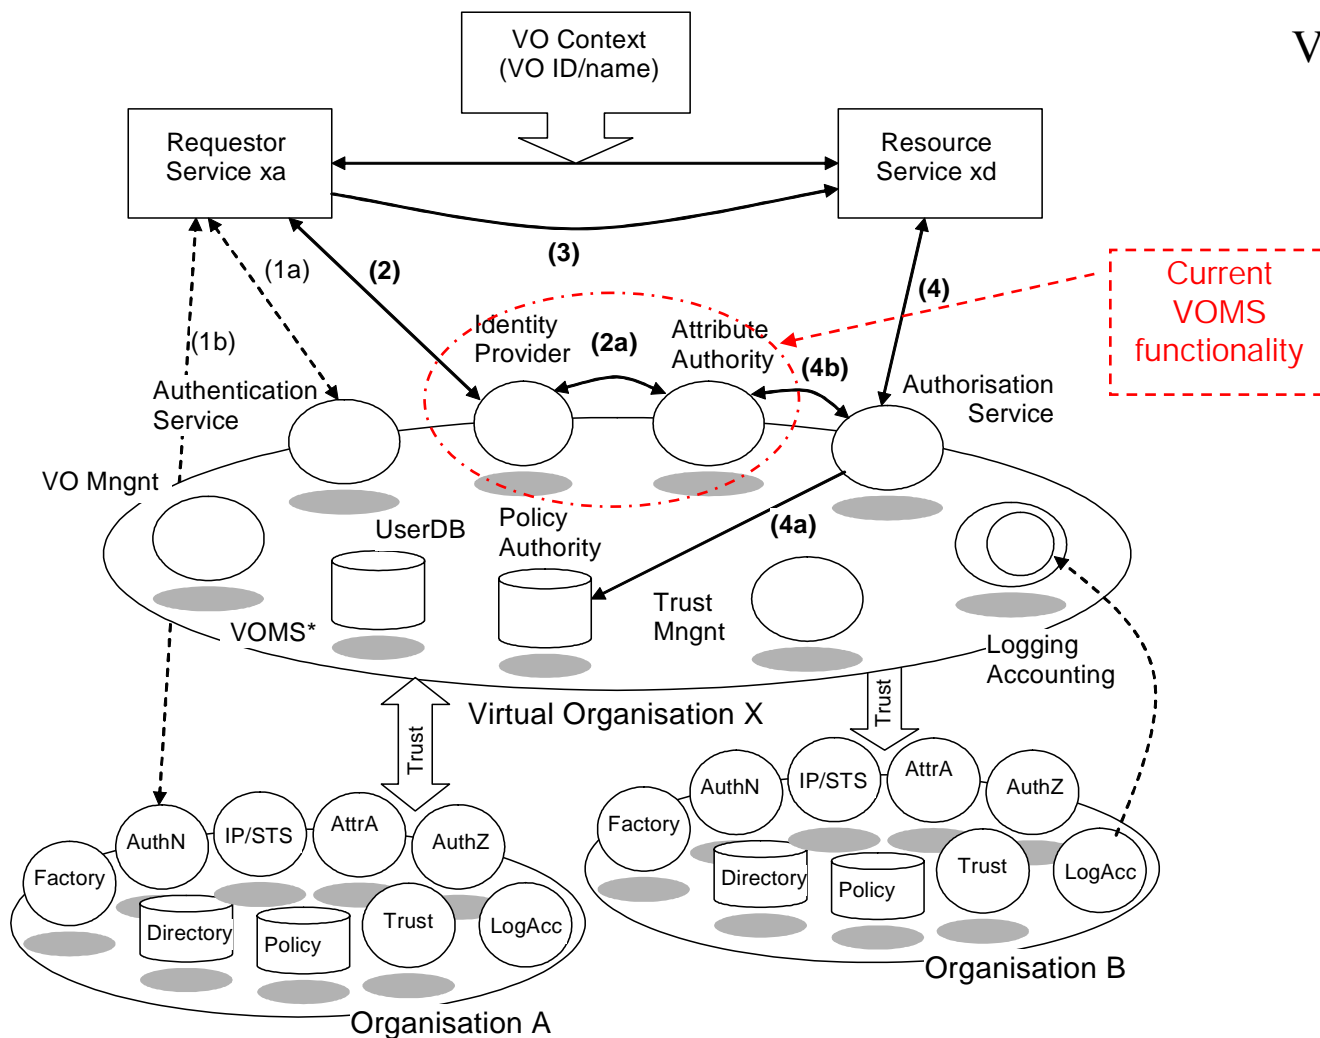 VO Context
(VO ID/name)
V
Requestor
Service xa
Resource
Service xd
(3)
(1a)
(2)
(4)
Current
VOMS
functionality
(1b)
Identity
Provider
(2a)
Attribute
Authority
(4b)
Authentication
Service
Authorisation
Service
VO Mngnt
UserDB
Policy
Authority
(4a)
VOMS*
Trust
Mngnt
Logging
Accounting
Virtual Organisation X
Trust
Trust
AuthN
IP/STS
AttrA
AuthZ
Factory
Directory
Policy
Trust
LogAcc
Organisation B
AuthN
IP/STS
AttrA
AuthZ
Factory
Directory
Policy
Trust
LogAcc
Organisation A